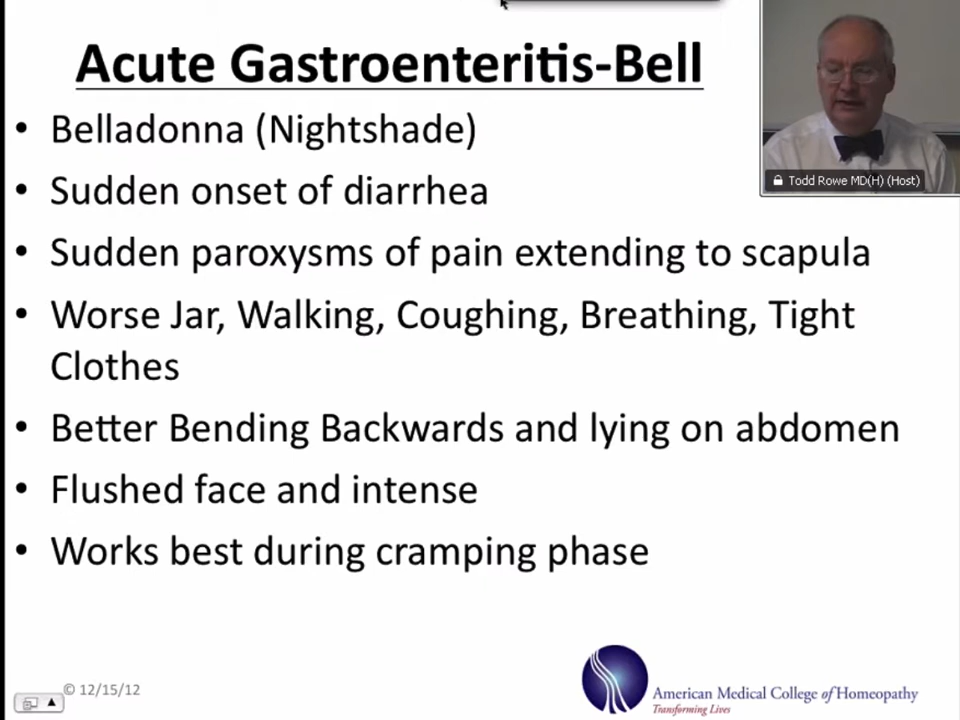 Acute Gastroenteritis-Bell
• Belladonna (Nightshade)
• Sudden onset of diarrhea
• Sudden paroxysms of pain extending to scapula
• Worse Jar, Walking, Coughing, Breathing, Tight
Clothes
• Better Bending Backwards and lying on abdomen
• Flushed face and intense
• Works best during cramping phase
Todd Rowe MD(H) (Host)
© 12/15/12
American Medical College of Homeopathy
Transforming Lives